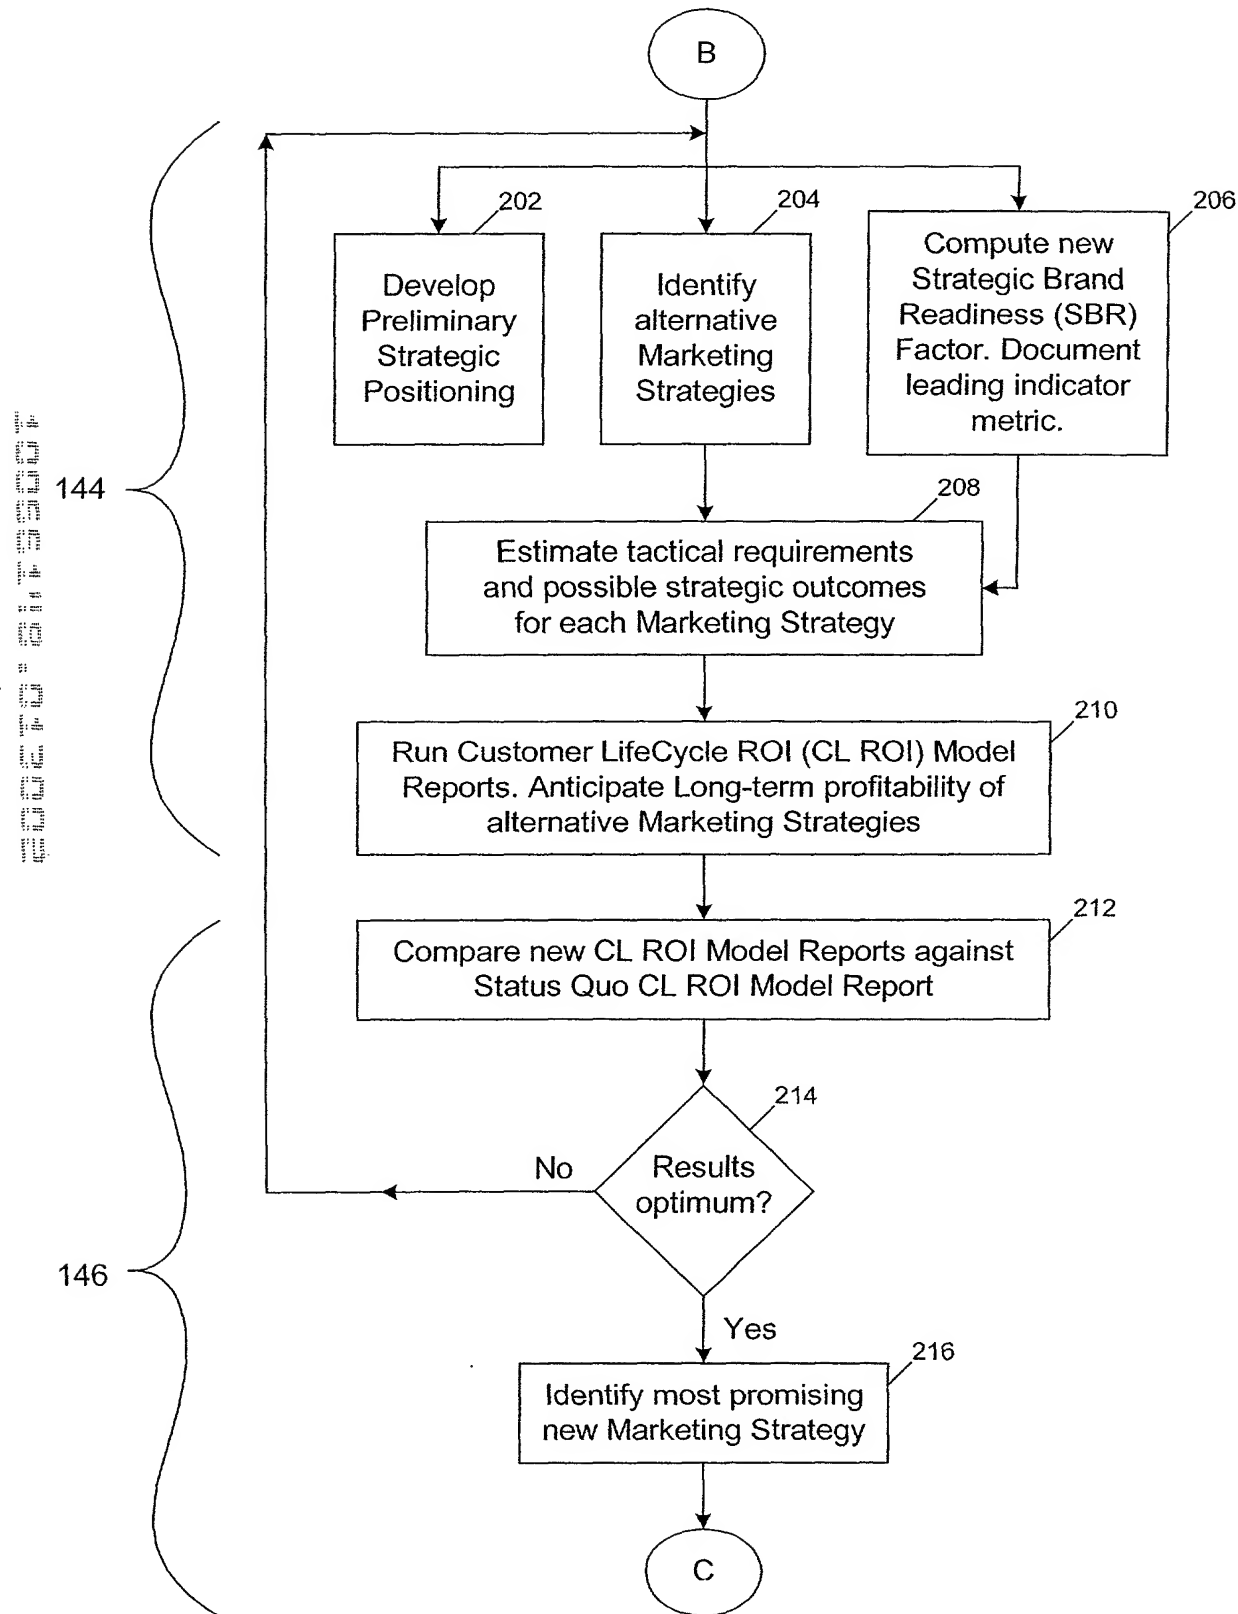 B
202
204
206
Develop
Preliminary
Strategic
Positioning
Identify
alternative
Marketing
Strategies
Compute new
Strategic Brand
Readiness (SBR)
Factor. Document
leading indicator
metric.
144
208
Estimate tactical requirements
and possible strategic outcomes
for each Marketing Strategy
210
Run Customer LifeCycle ROI (CL ROI) Model
Reports. Anticipate Long-term profitability of
alternative Marketing Strategies
212
Compare new CL ROI Model Reports against
Status Quo CL ROI Model Report
214
Results
optimum?
No
146
Yes
216
Identify most promising
new Marketing Strategy
C